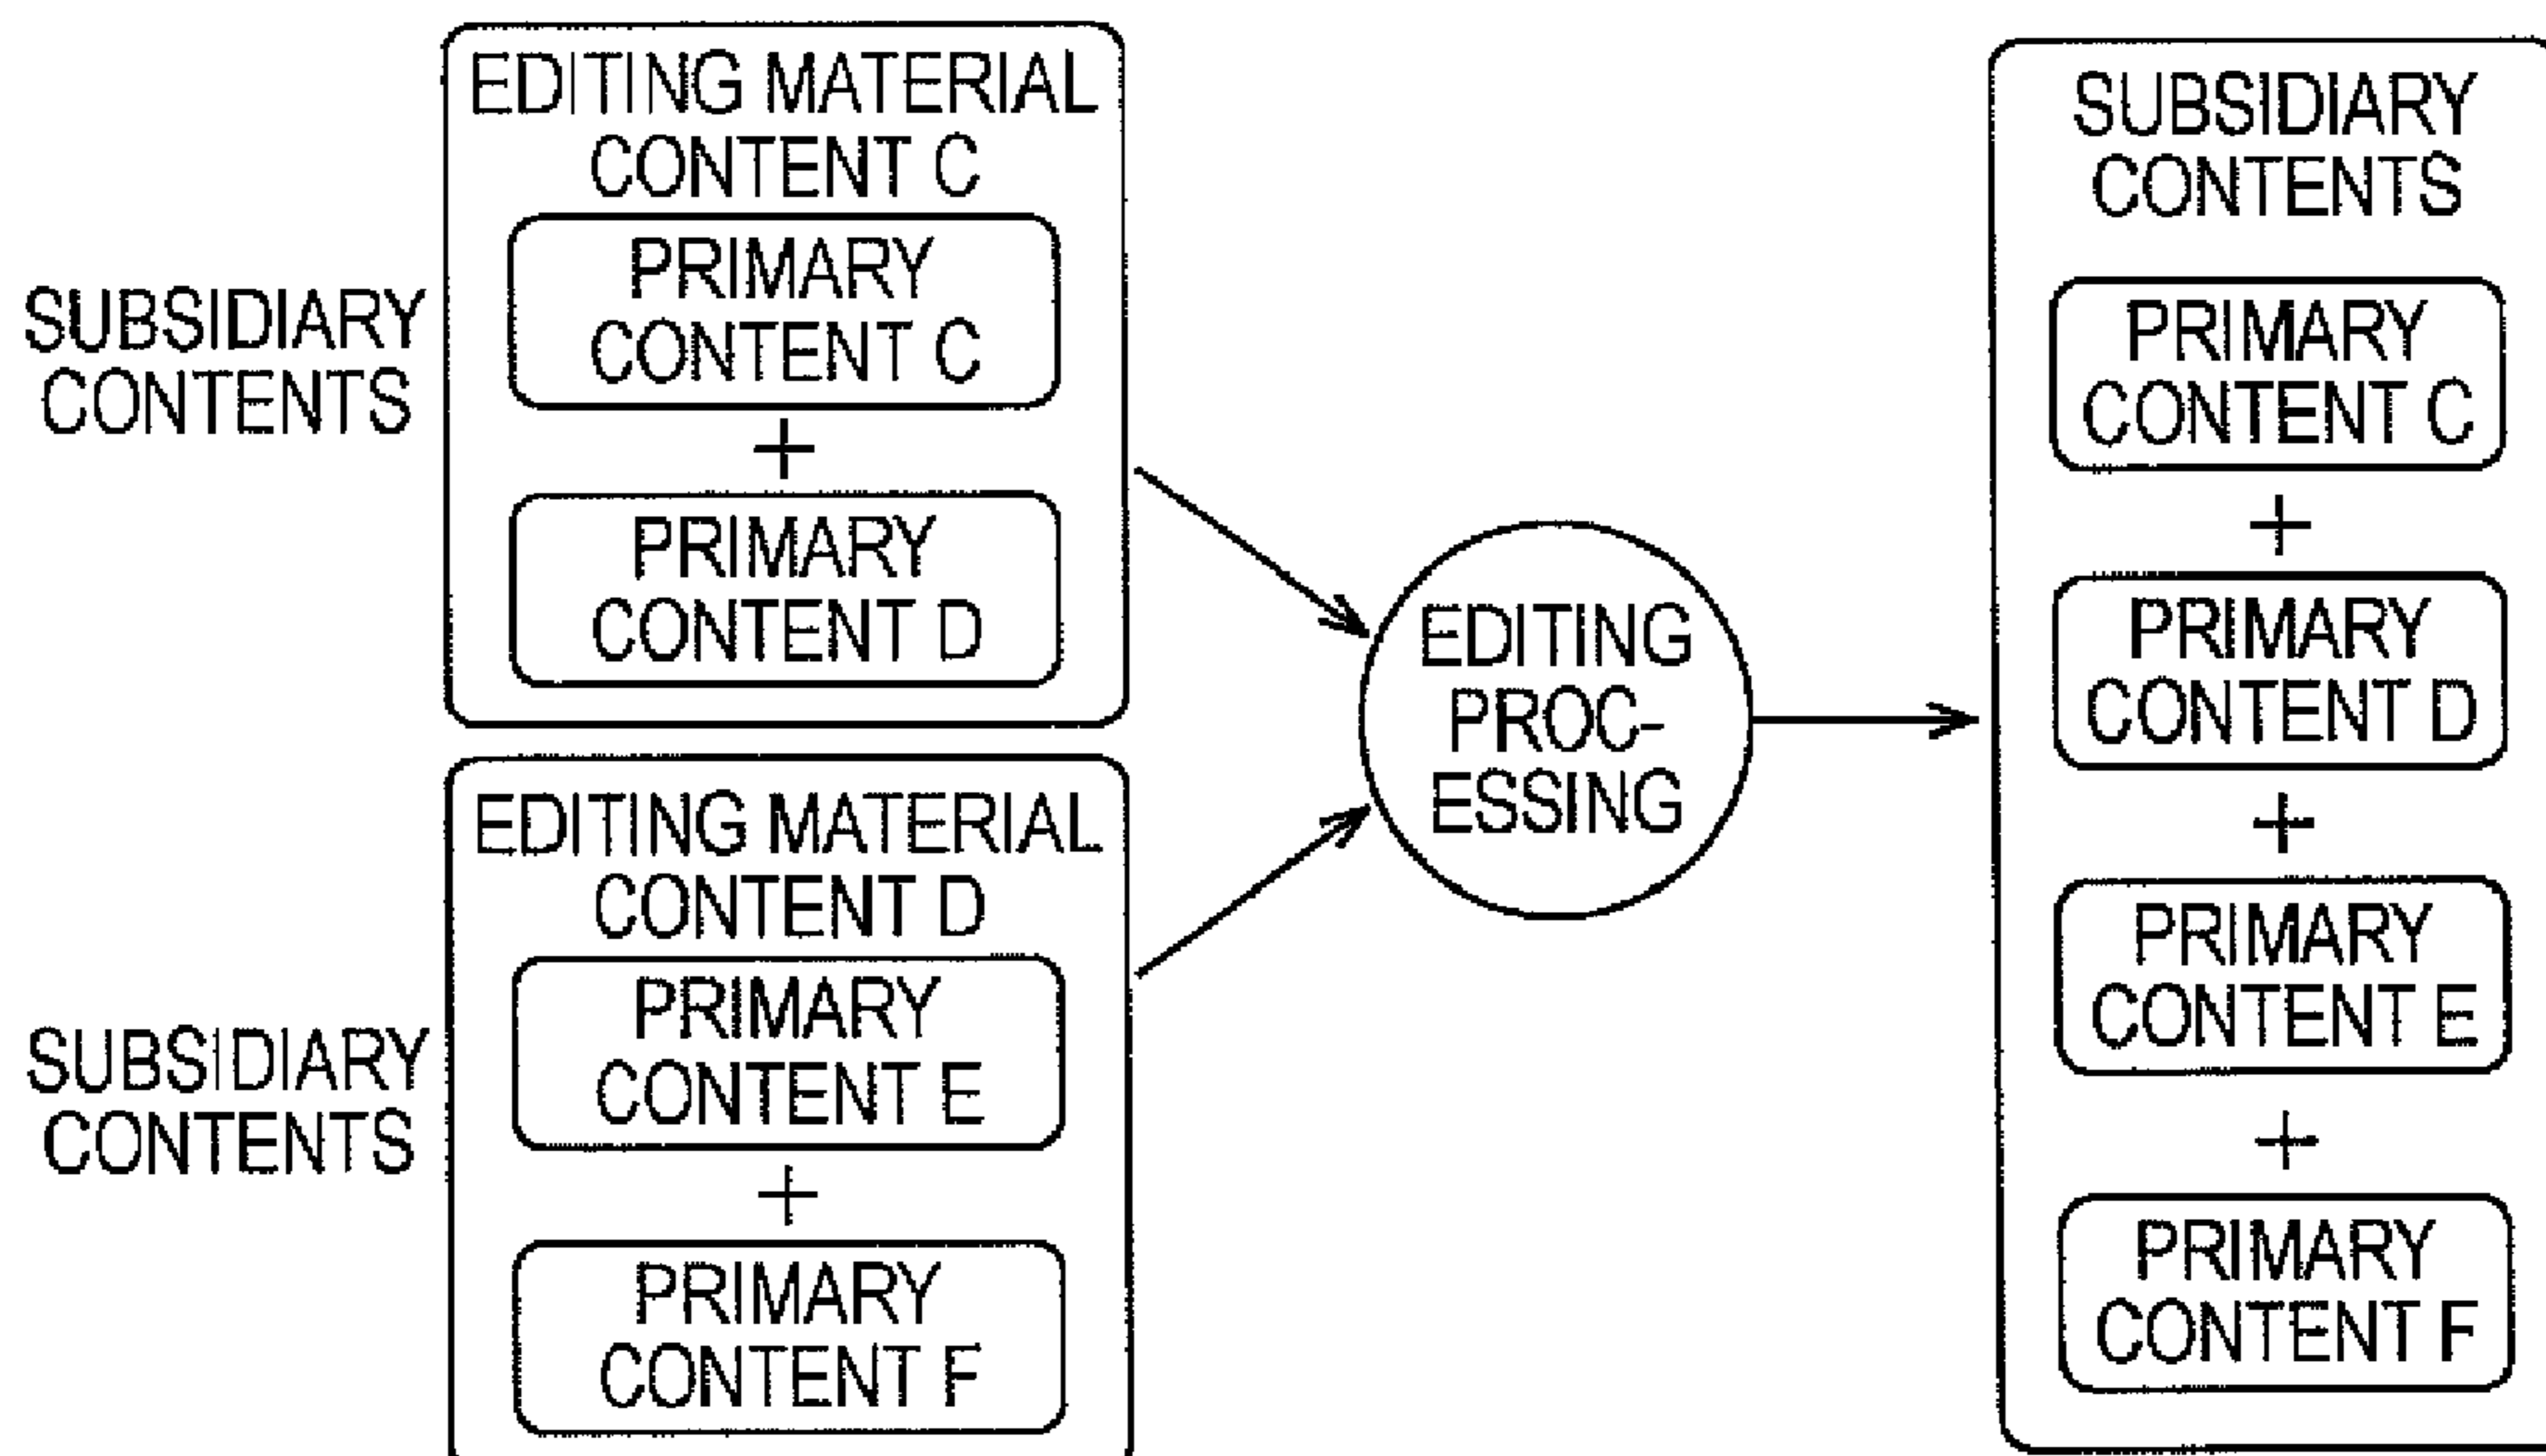 SUBSIDIARY
CONTENTS
EDITING MATERIAL
CONTENT C
PRIMARY
CONTENT C
+
PRIMARY
CONTENT D
SUBSIDIARY
CONTENTS
EDITING MATERIAL
CONTENT D
PRIMARY
CONTENT E
+
PRIMARY
CONTENT F
EDITING
PROC-
ESSING
SUBSIDIARY
CONTENTS
PRIMARY
CONTENT C
+
PRIMARY
CONTENT D
+
PRIMARY
CONTENT E
+
PRIMARY
CONTENT F